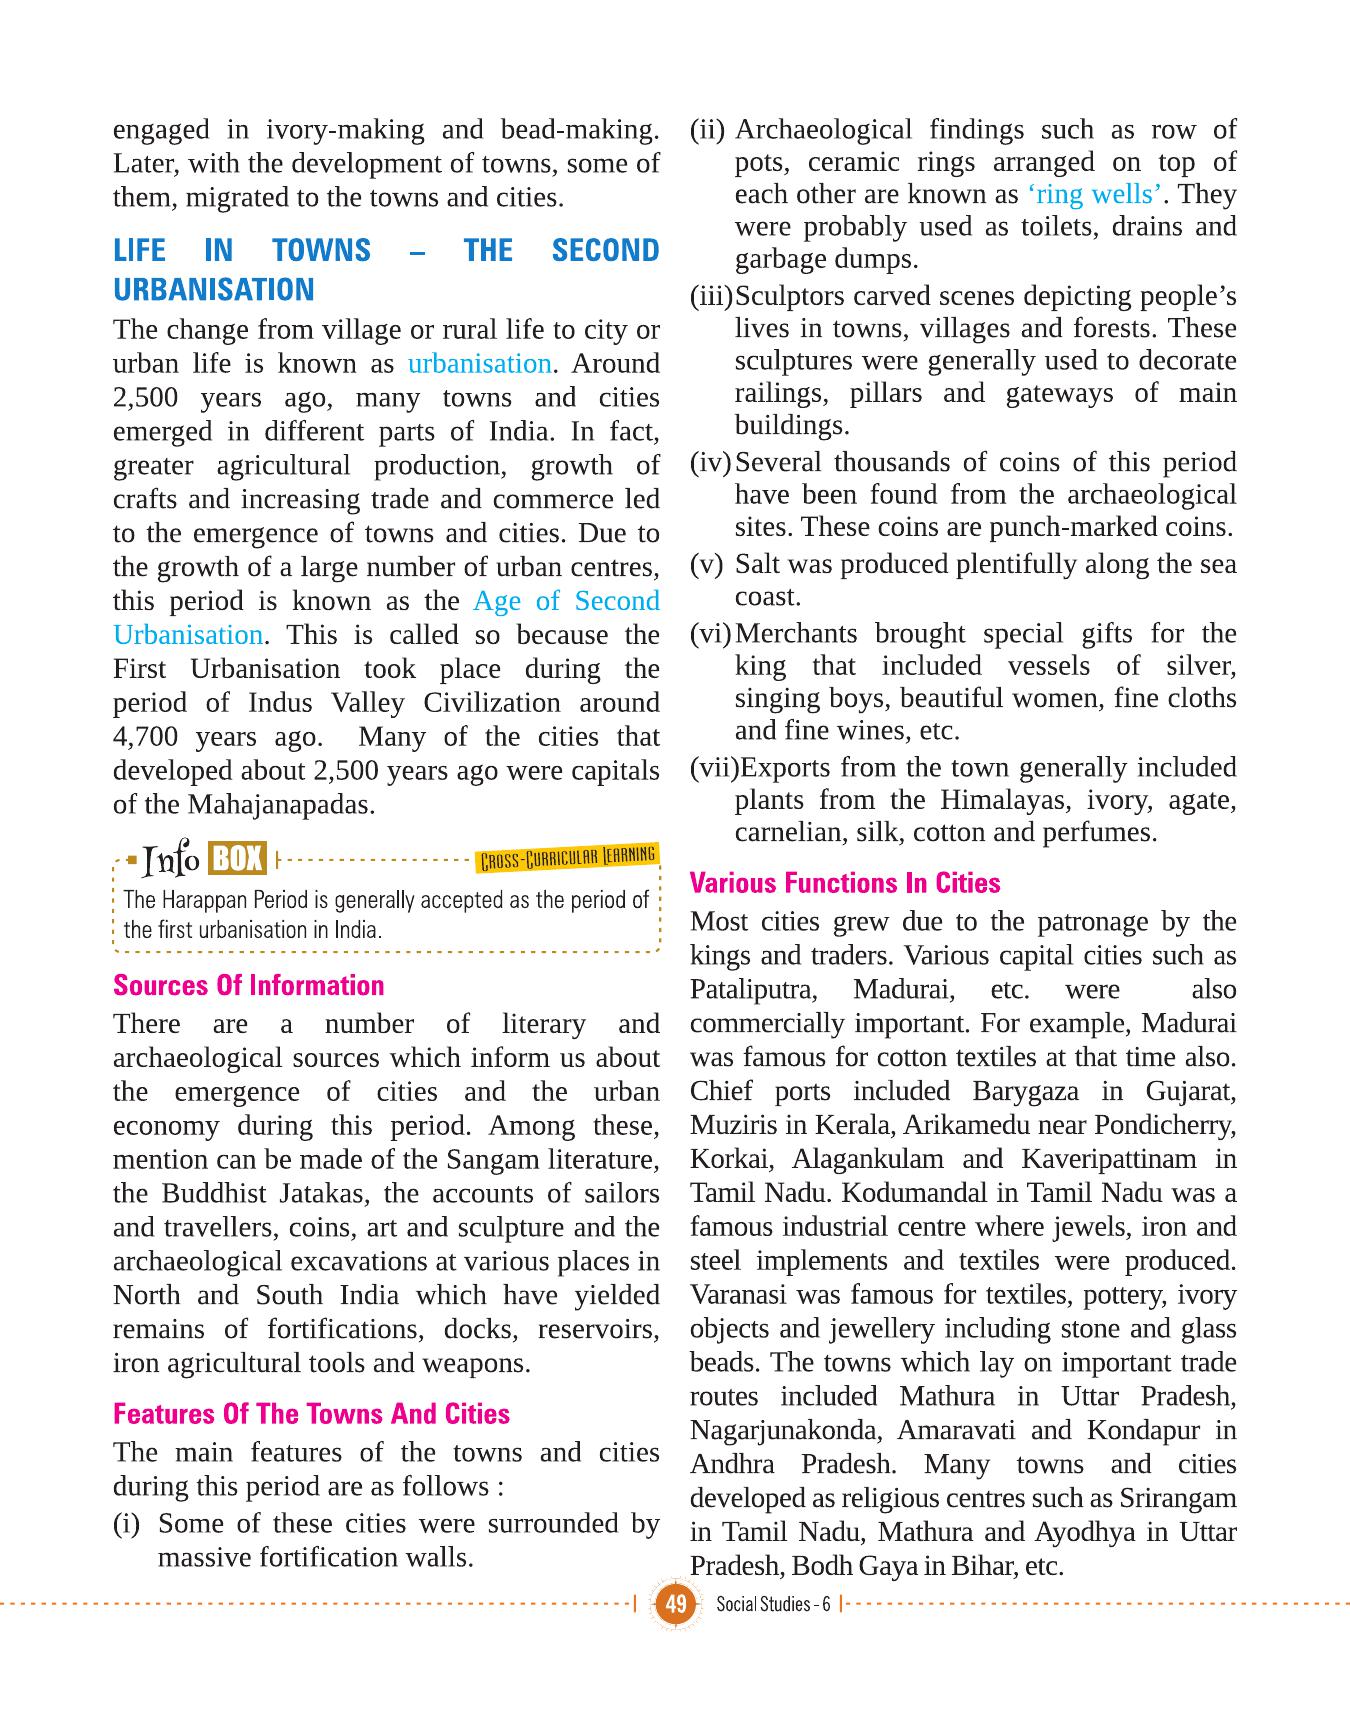 engaged in ivory-making and bead-making.
Later, with the development of towns, some of
them, migrated to the towns and cities.
LIFE IN TOWNS – THE SECOND
URBANISATION
The change from village or rural life to city or
urban life is known as urbanisation. Around
2,500 years ago, many towns and cities
emerged in different parts of India. In fact,
greater agricultural production, growth of
crafts and increasing trade and commerce led
to the emergence of towns and cities. Due to
the growth of a large number of urban centres,
this period is known as the Age of Second
Urbanisation. This is called so because the
First Urbanisation took place during the
period of Indus Valley Civilization around
4,700 years ago. Many of the cities that
developed about 2,500 years ago were capitals
of the Mahajanapadas.
Info BOX Cross-Curricular Learning
The Harappan Period is generally accepted as the period of
the first urbanisation in India.
Sources Of Information
There are a number of literary and
archaeological sources which inform us about
the emergence of cities and the urban
economy during this period. Among these,
mention can be made of the Sangam literature,
the Buddhist Jatakas, the accounts of sailors
and travellers, coins, art and sculpture and the
archaeological excavations at various places in
North and South India which have yielded
remains of fortifications, docks, reservoirs,
iron agricultural tools and weapons.
Features Of The Towns And Cities
The main features of the towns and cities
during this period are as follows :
(i) Some of these cities were surrounded by
massive fortification walls.
(ii) Archaeological findings such as row of
pots, ceramic rings arranged on top of
each other are known as ‘ring wells’. They
were probably used as toilets, drains and
garbage dumps.
(iii)Sculptors carved scenes depicting people’s
lives in towns, villages and forests. These
sculptures were generally used to decorate
railings, pillars and gateways of main
buildings.
(iv)Several thousands of coins of this period
have been found from the archaeological
sites. These coins are punch-marked coins.
(v) Salt was produced plentifully along the sea
coast.
(vi)Merchants brought special gifts for the
king that included vessels of silver,
singing boys, beautiful women, fine cloths
and fine wines, etc.
(vii)Exports from the town generally included
plants from the Himalayas, ivory, agate,
carnelian, silk, cotton and perfumes.
Various Functions In Cities
Most cities grew due to the patronage by the
kings and traders. Various capital cities such as
Pataliputra, Madurai, etc. were also
commercially important. For example, Madurai
was famous for cotton textiles at that time also.
Chief ports included Barygaza in Gujarat,
Muziris in Kerala, Arikamedu near Pondicherry,
Korkai, Alagankulam and Kaveripattinam in
Tamil Nadu. Kodumandal in Tamil Nadu was a
famous industrial centre where jewels, iron and
steel implements and textiles were produced.
Varanasi was famous for textiles, pottery, ivory
objects and jewellery including stone and glass
beads. The towns which lay on important trade
routes included Mathura in Uttar Pradesh,
Nagarjunakonda, Amaravati and Kondapur in
Andhra Pradesh. Many towns and cities
developed as religious centres such as Srirangam
in Tamil Nadu, Mathura and Ayodhya in Uttar
Pradesh, Bodh Gaya in Bihar, etc.
49 Social Studies - 6